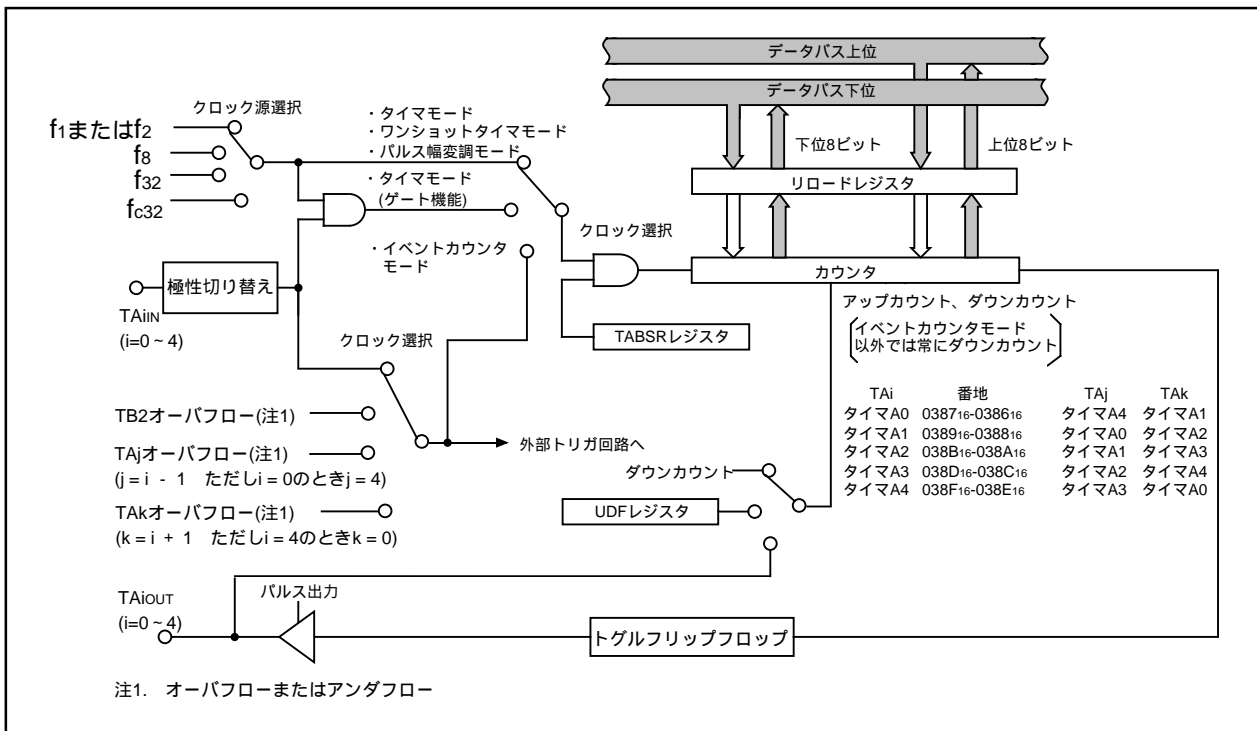 データバス上位
データバス下位
クロック源選択
f1またはf2
f8
f32
fC32
・タイマモード
・ワンショットタイマモード
・パルス幅変調モード
・タイマモード
(ゲート機能)
・イベントカウンタ
モード
下位8ビット
上位8ビット
リロードレジスタ
クロック選択
カウンタ
極性切り替え
TAiIN
(i=0~4)
TABSRレジスタ
アップカウント、ダウンカウント
イベントカウンタモード
以外では常にダウンカウント
クロック選択
TB2オーバフロー(注1)
TAjオーバフロー(注1)
(j = i - 1 ただしi = 0のときj = 4)
TAkオーバフロー(注1)
(k = i + 1 ただしi = 4のときk = 0)
外部トリガ回路へ
ダウンカウント
UDFレジスタ
TAi 番地 TAj TAk
タイマA0 038716-038616 タイマA4 タイマA1
タイマA1 038916-038816 タイマA0 タイマA2
タイマA2 038B16-038A16 タイマA1 タイマA3
タイマA3 038D16-038C16 タイマA2 タイマA4
タイマA4 038F16-038E16 タイマA3 タイマA0
TAiOUT
(i=0~4)
パルス出力
トグルフリップフロップ
注1. オーバフローまたはアンダフロー